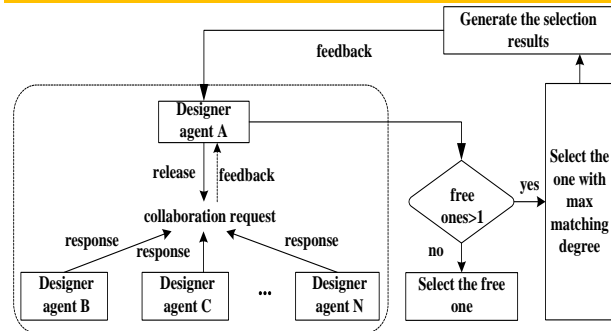 Generate the selection
results
feedback
Designer
agent A
release
feedback
collaboration request
response
response
response
Designer
agent B
Designer
agent C
...
Designer
agent N
free
ones>1
yes
no
Select the free
one
Select the
one with
max
matching
degree